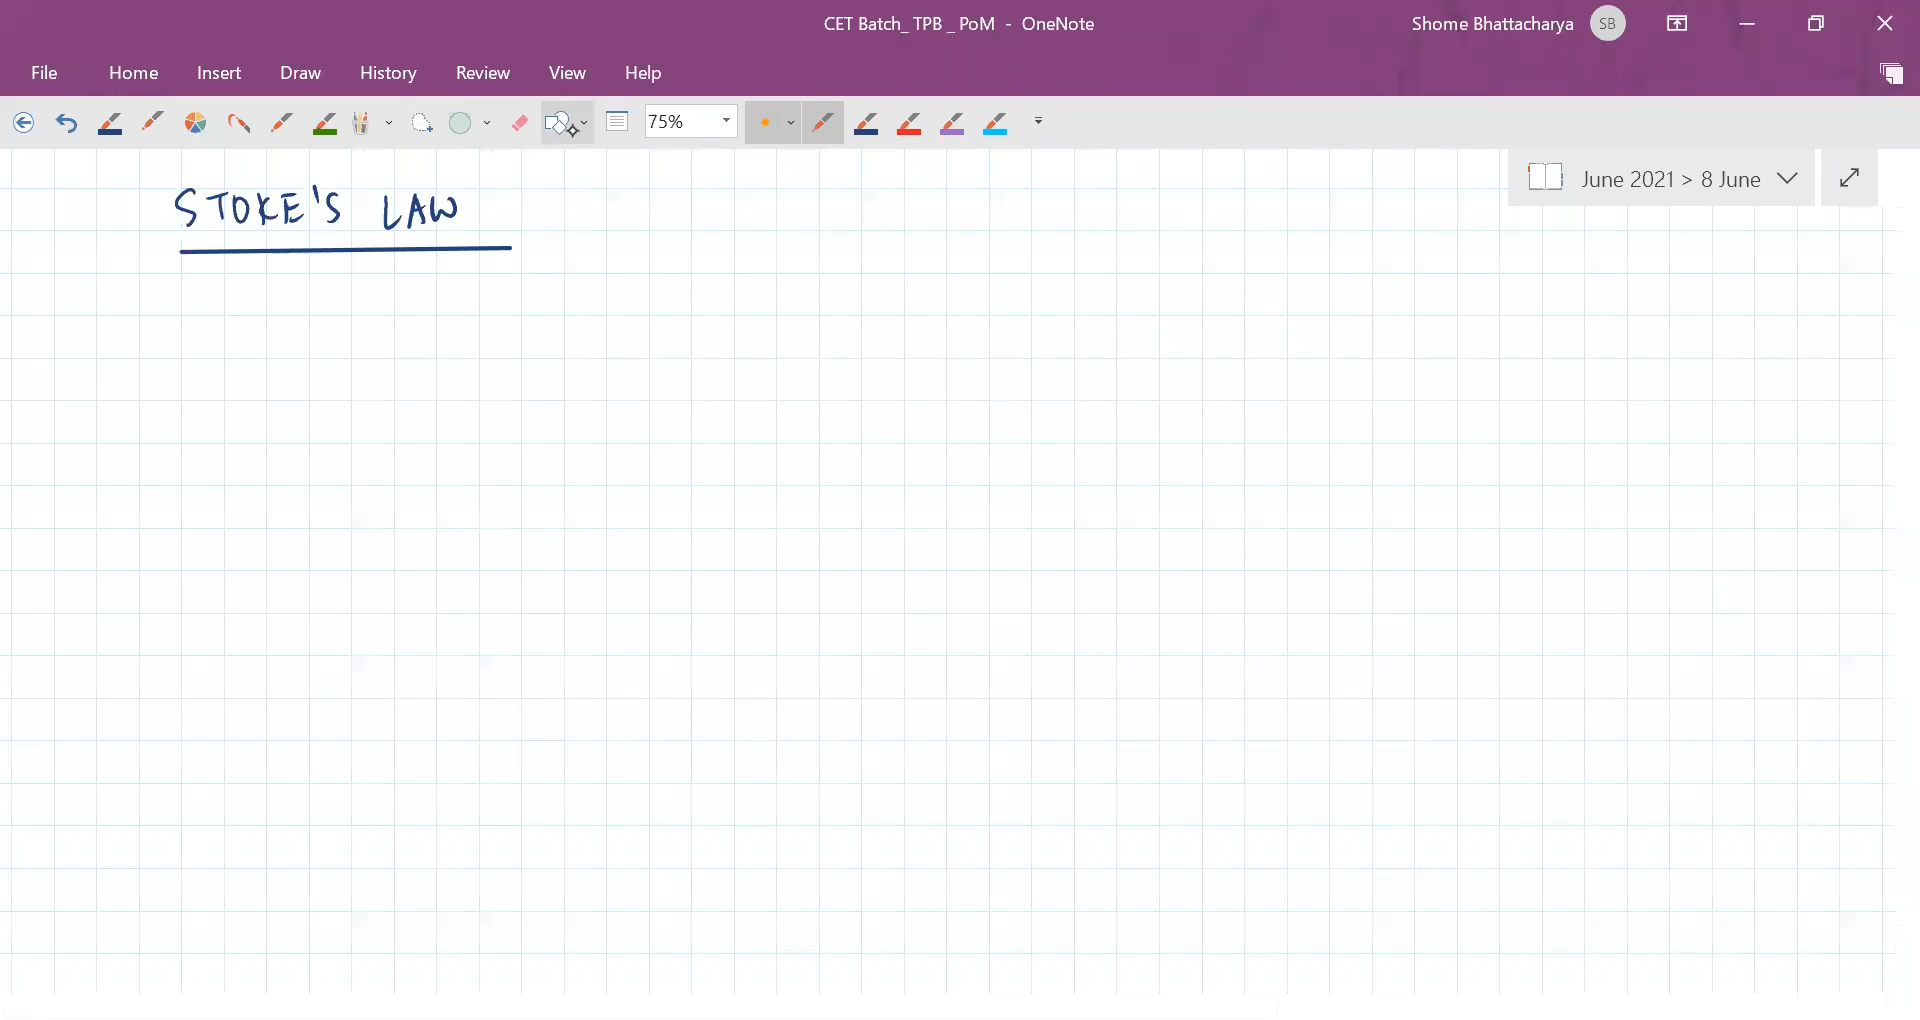 CET Batch_ TPB _ PoM - OneNote
Shome Bhattacharya SB
File Home Insert Draw History Review View Help
75%
June 2021 > 8 June
STOKE'S LAW